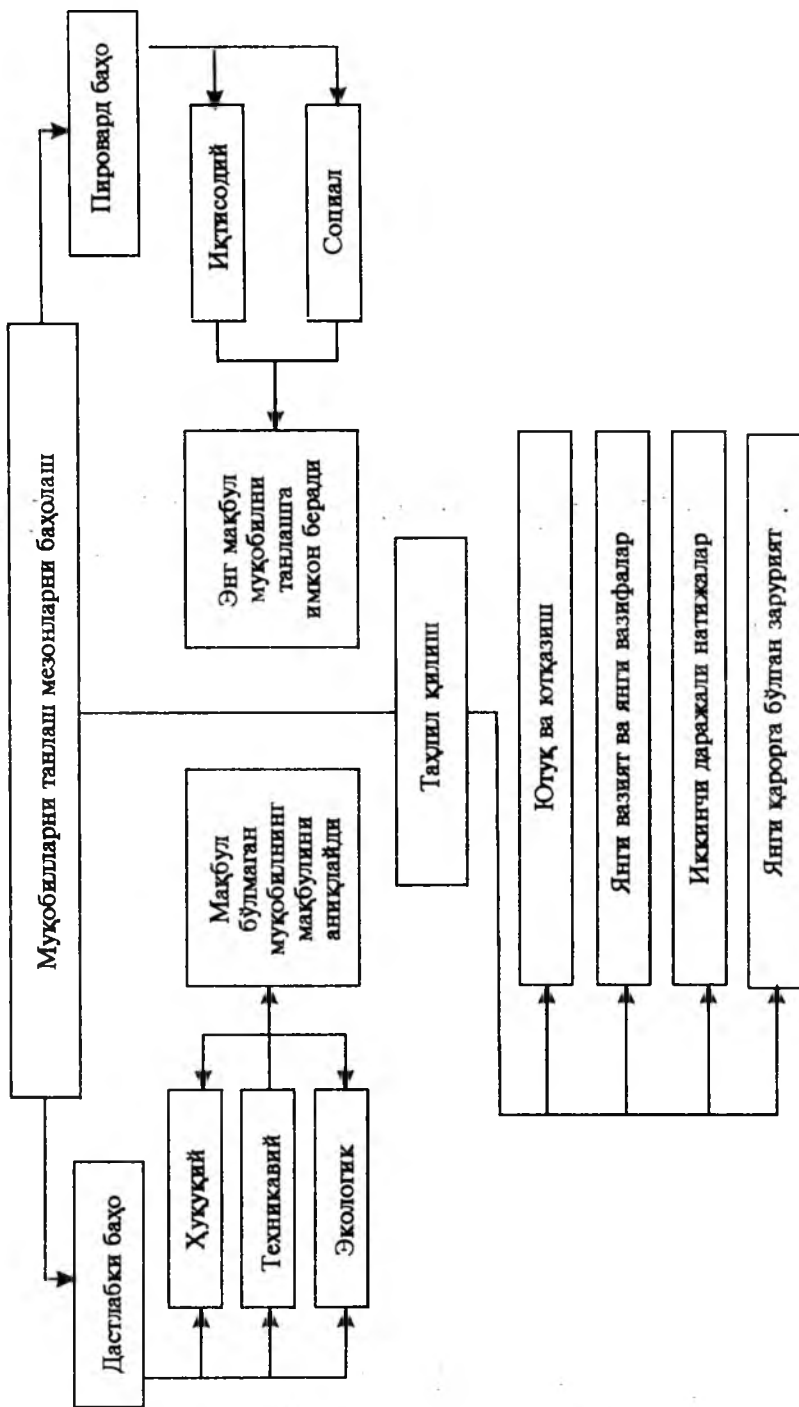 Муқобилларни танлаш мезонларни баҳолаш
Дастлабки баҳо
Пировард баҳо
Ҳуқуқий
Техникавий
Экологик
Мақбул
бўлмаган
муқобилнинг
мақбулини
аниқлайди
Энг мақбул
муқобилни
танлашга
имкон беради
Иқтисодий
Социал
Таҳлил қилиш
Ютуқ ва ютқазиш
Янги вазият ва янги вазифалар
Иккинчи даражали натижалар
Янги қарорга бўлган зарурият